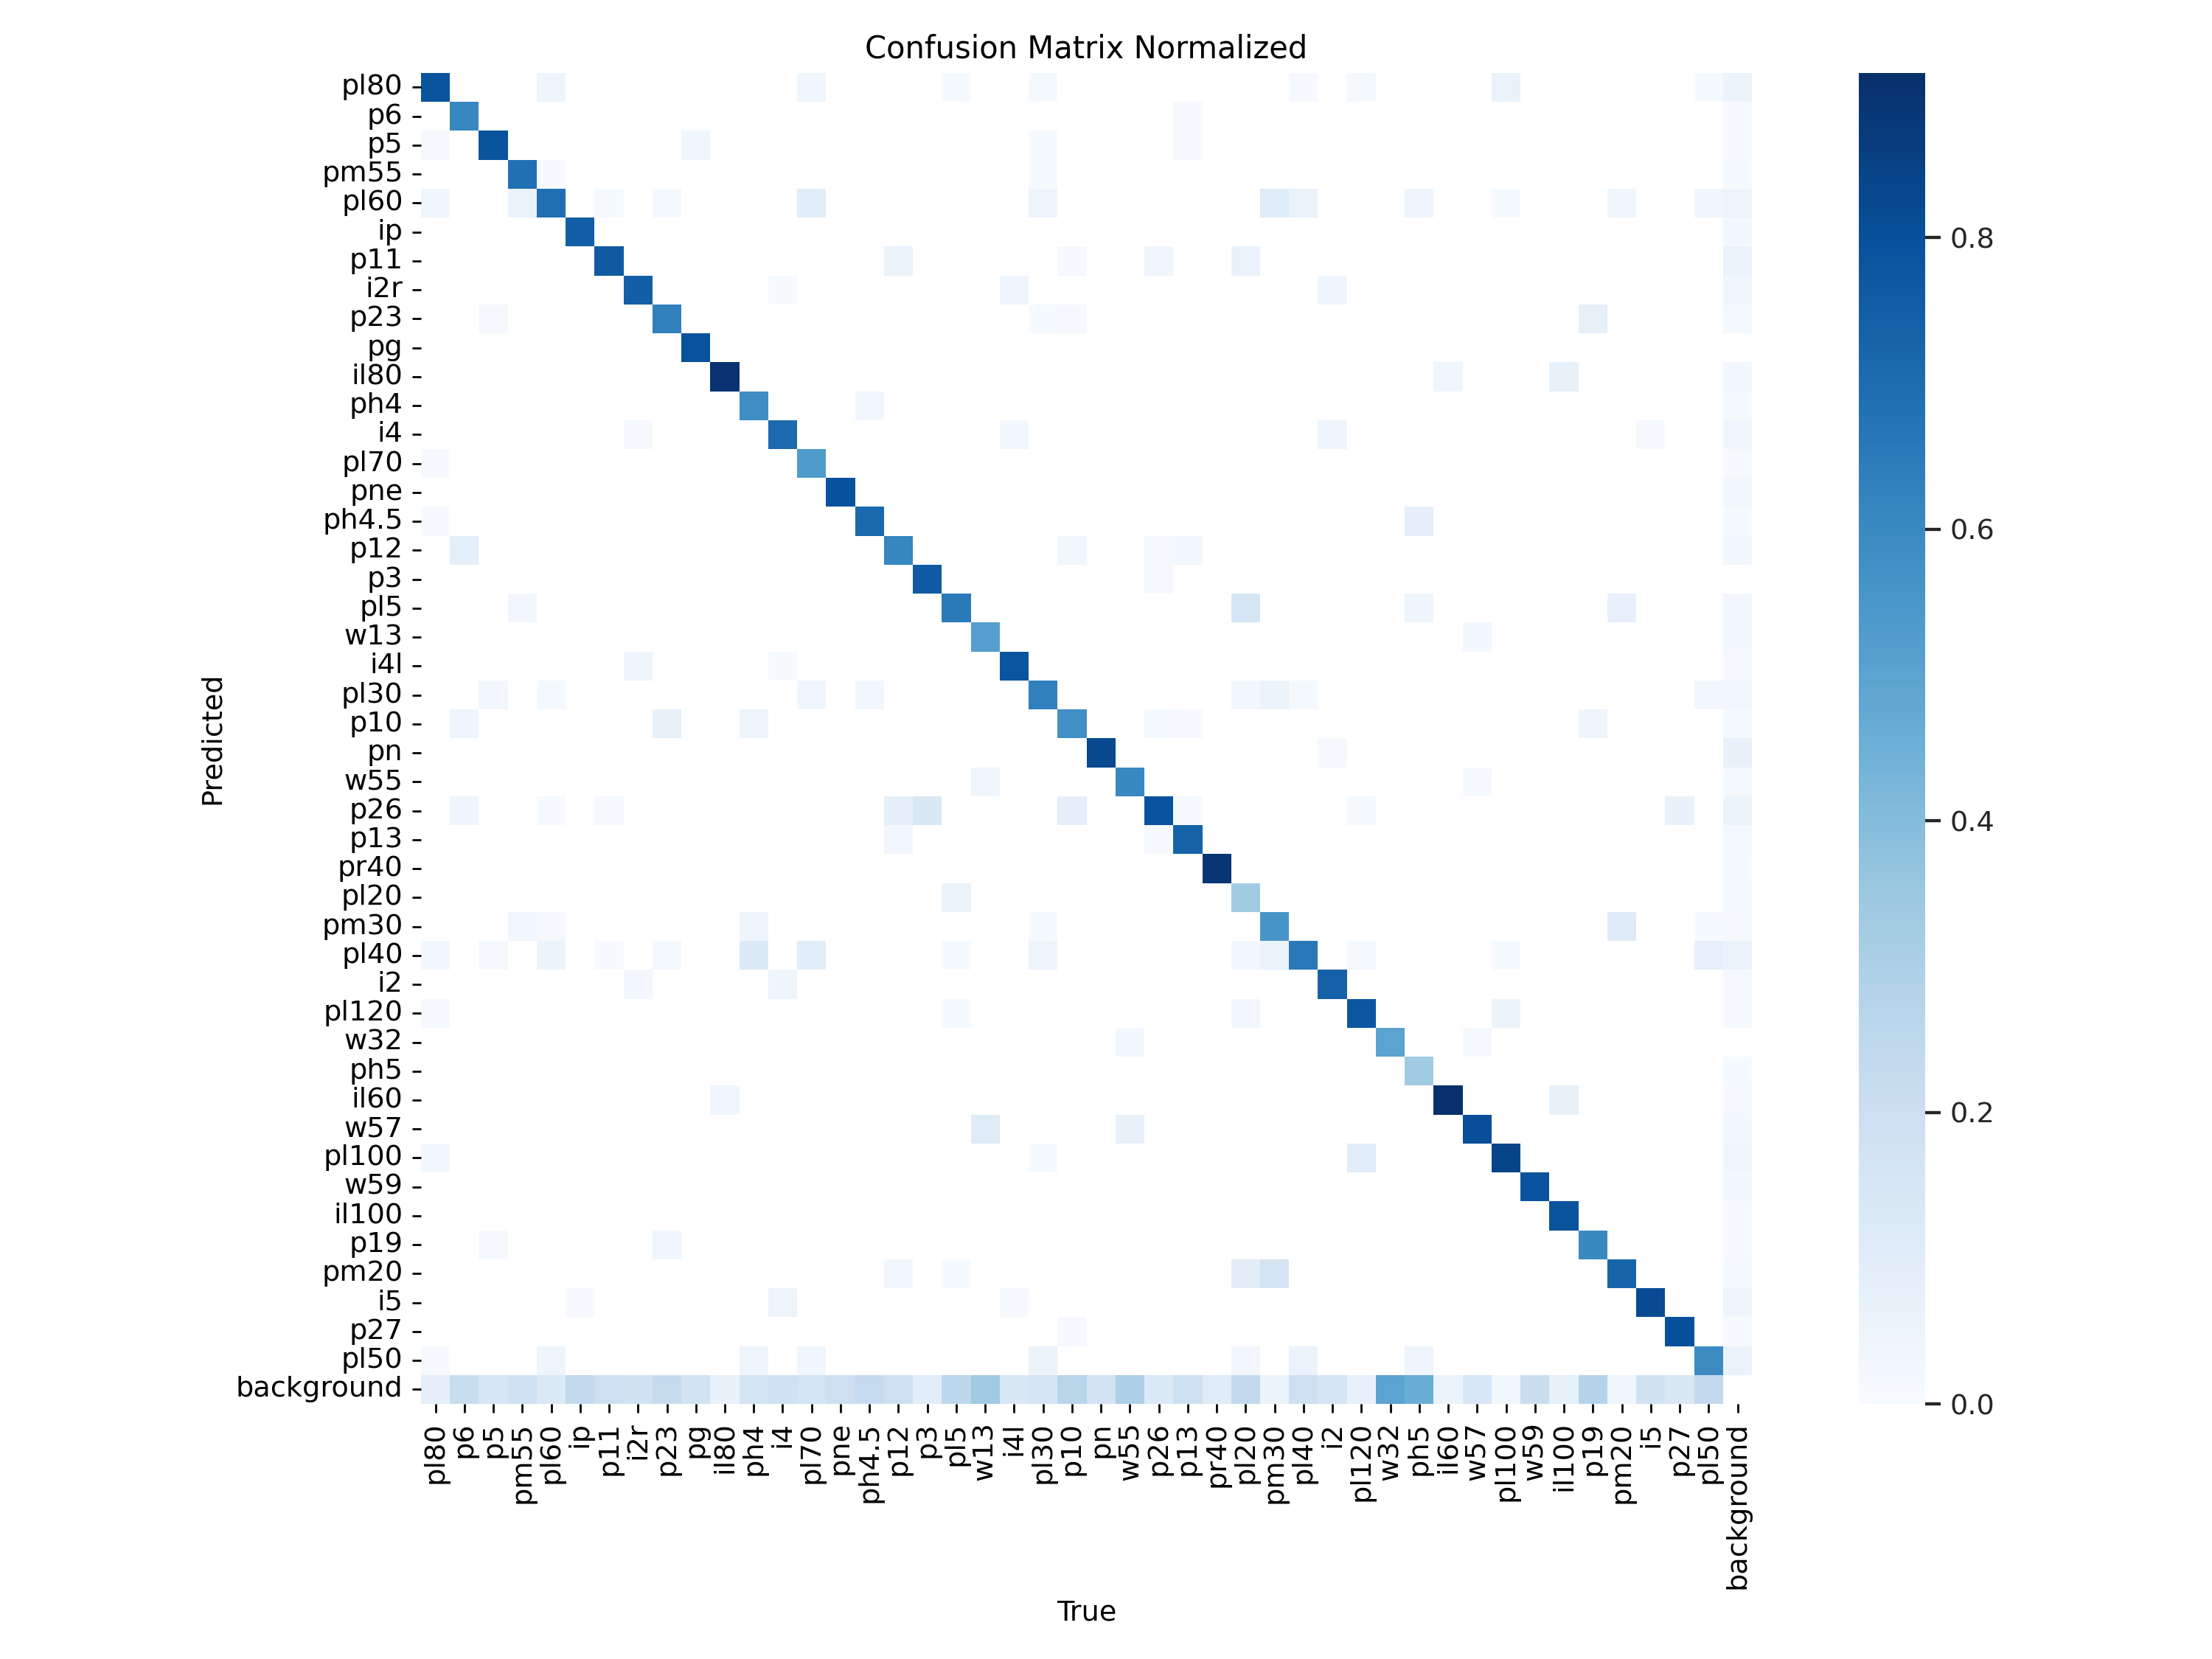 Confusion Matrix Normalized
pl80
p6
p5
pm55
pl60
ip
p11
i2r
p23
pg
il80
ph4
i4
pl70
pne
ph4.5
p12
p3
pl5
w13
i4l
pl30
p10
pn
w55
p26
p13
pr40
pl20
pm30
pl40
i2
pl120
w32
ph5
il60
w57
pl100
w59
il100
p19
pm20
i5
p27
pl50
background
Predicted
pl80 p6 p5 pm55 pl60 ip p11 i2r p23 pg il80 ph4 i4 pl70 pne ph4.5 p12 p3 pl5 w13 i4l pl30 p10 pn w55 p26 p13 pr40 pl20 pm30 pl40 i2 pl120 w32 ph5 il60 w57 pl100 w59 il100 p19 pm20 i5 p27 pl50 background
True
0.8
0.6
0.4
0.2
0.0